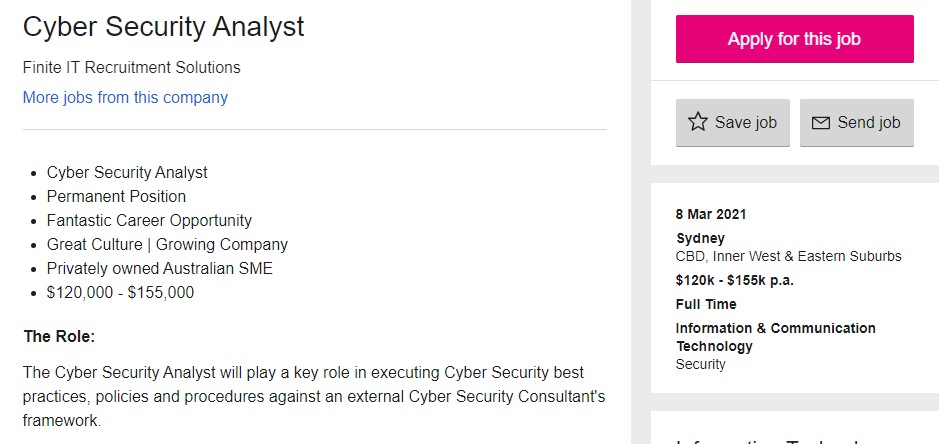 Cyber Security Analyst
Finite IT Recruitment Solutions
More jobs from this company
Cyber Security Analyst
Permanent Position
Fantastic Career Opportunity
Great Culture | Growing Company
Privately owned Australian SME
$120,000 - $155,000
The Role:
The Cyber Security Analyst will play a key role in executing Cyber Security best
practices, policies and procedures against an external Cyber Security Consultant's
framework.
Apply for this job
Save job
Send job
8 Mar 2021
Sydney
CBD, Inner West & Eastern Suburbs
$120k - $155k p.a.
Full Time
Information & Communication
Technology
Security